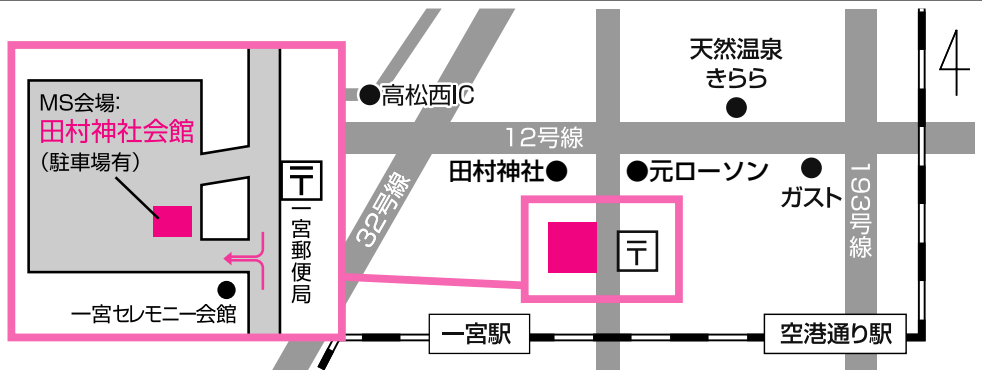 MS会場:
田村神社会館
（駐車場有）
〒
一宮郵便局
一宮セレモニー会館
高松西IC
天然温泉
きらら
12号線
田村神社
元ローソン
ガスト
32号線
193号線
〒
一宮駅
空港通り駅